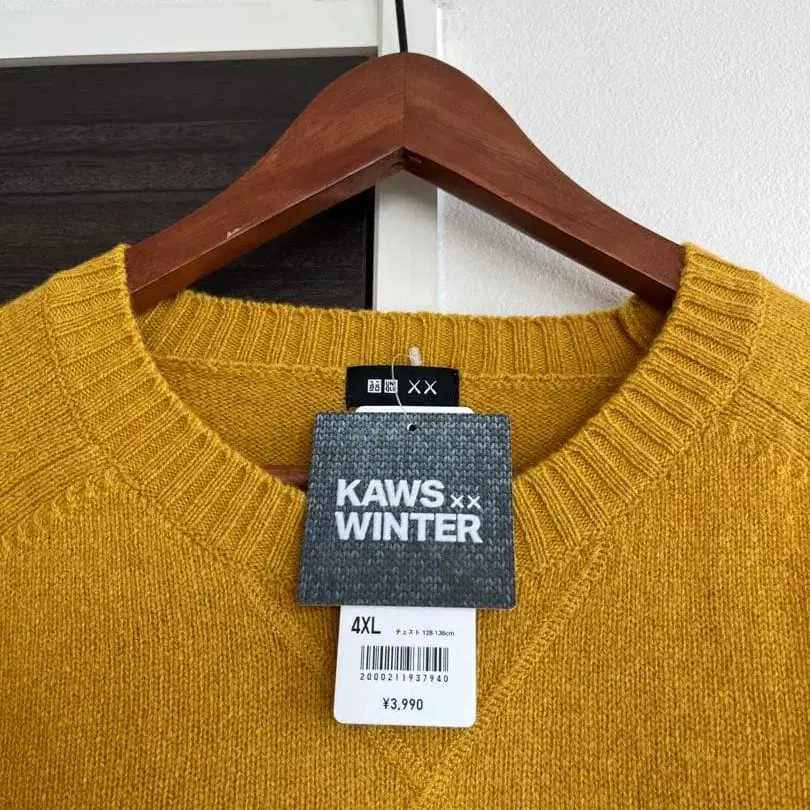 UNI QLO XX
KAWS XX
WINTER
4XL チェスト 128-136cm
2000211937940
¥3,990